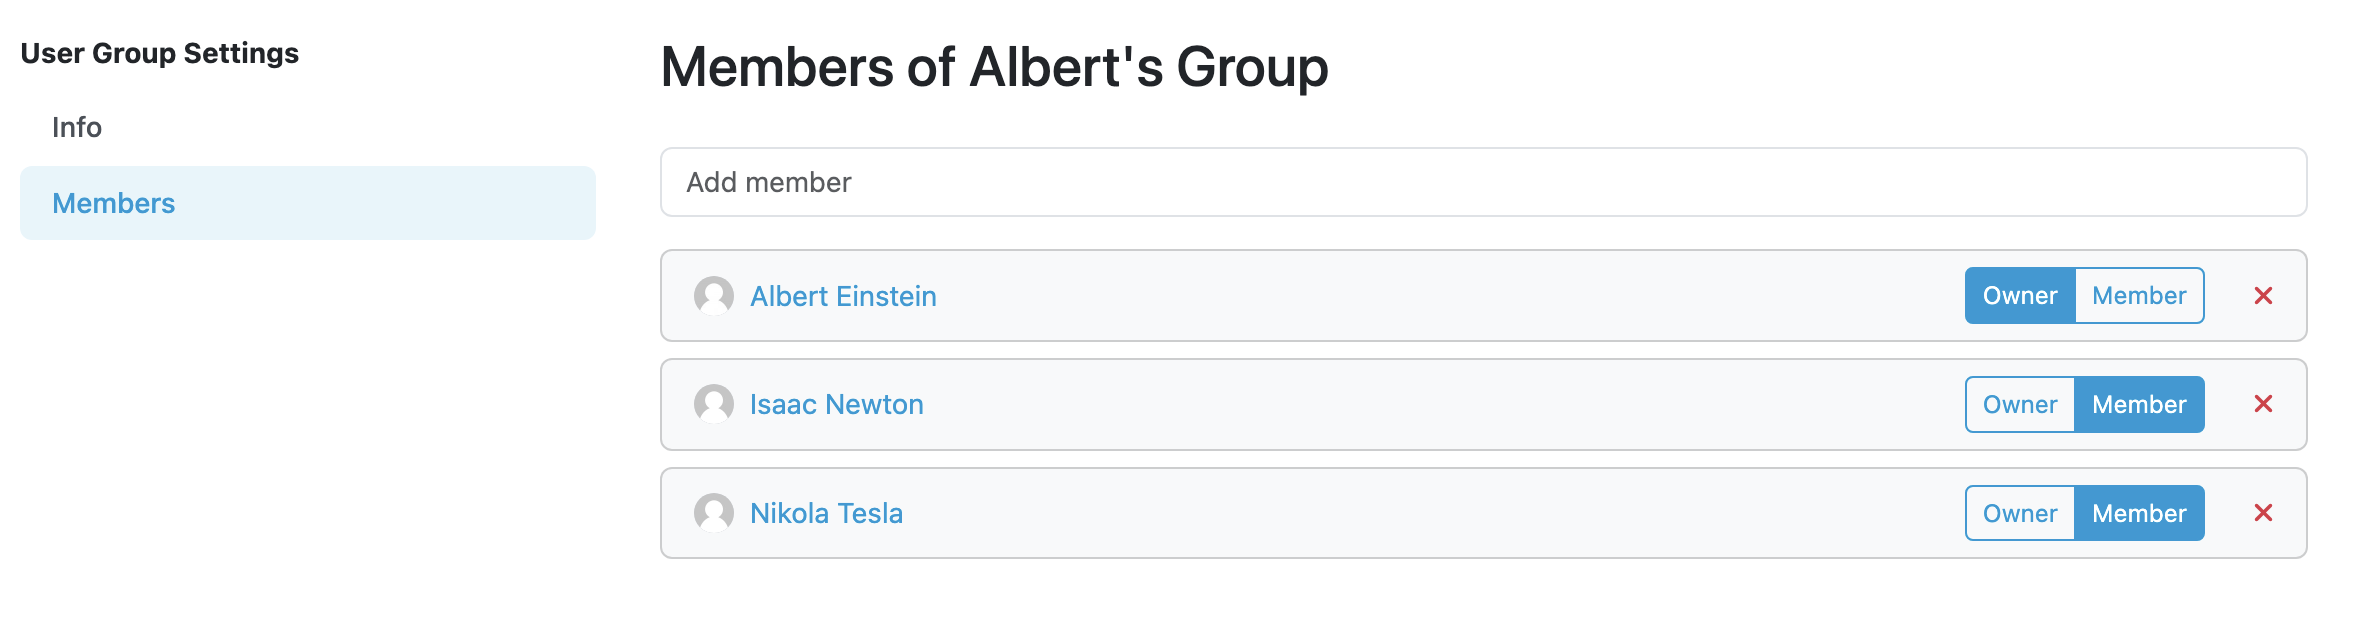 User Group Settings
Info
Members
Members of Albert's Group
Add member
Albert Einstein Owner Member
Isaac Newton Owner Member
Nikola Tesla Owner Member